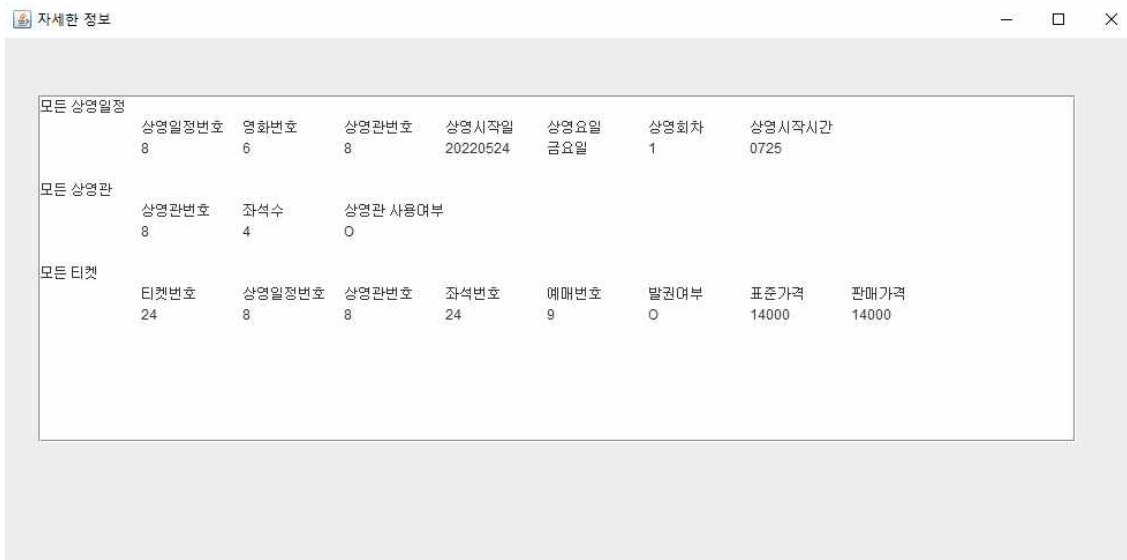 자세한 정보
모든 상영일정
상영일정번호 영화번호 상영관번호 상영시작일 상영요일 상영회차 상영시작시간
8 6 8 20220524 금요일 1 0725
모든 상영관
상영관번호 좌석수 상영관 사용여부
8 4 O
모든 티켓
티켓번호 상영일정번호 상영관번호 좌석번호 예매번호 발권여부 표준가격 판매가격
24 8 8 24 9 O 14000 14000